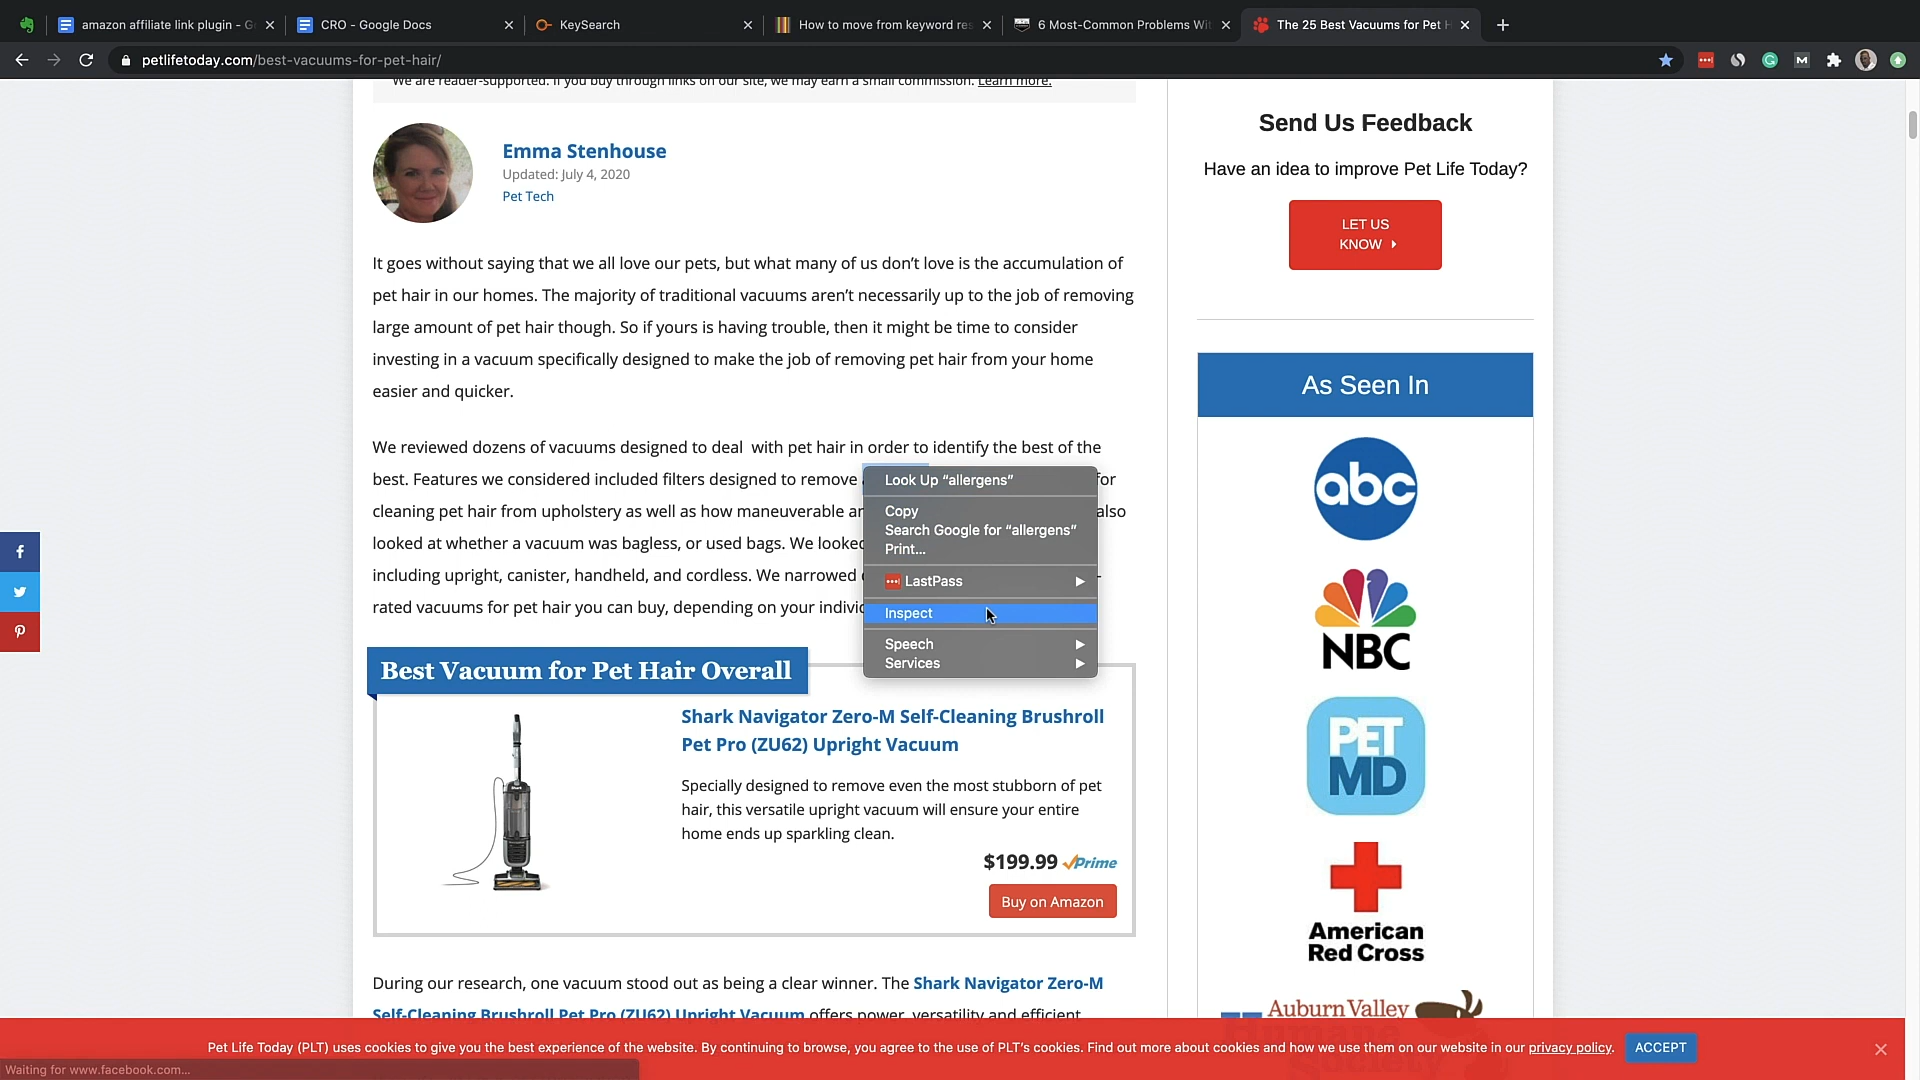 amazon affiliate link plugin - G
CRO - Google Docs
KeySearch
How to move from keyword res
6 Most-Common Problems Wit
The 25 Best Vacuums for Pet H
petlifetoday.com/best-vacuums-for-pet-hair/
We are reader-supported. If you buy through links on our site, we may earn a small commission. Learn more.
Emma Stenhouse
Updated: July 4, 2020
Pet Tech
It goes without saying that we all love our pets, but what many of us don't love is the accumulation of
pet hair in our homes. The majority of traditional vacuums aren't necessarily up to the job of removing
large amount of pet hair though. So if yours is having trouble, then it might be time to consider
investing in a vacuum specifically designed to make the job of removing pet hair from your home
easier and quicker.
We reviewed dozens of vacuums designed to deal with pet hair in order to identify the best of the
best. Features we considered included filters designed to remove for
cleaning pet hair from upholstery as well as how maneuverable also
looked at whether a vacuum was bagless, or used bags. We looked
including upright, canister, handheld, and cordless. We narrowed
rated vacuums for pet hair you can buy, depending on your
Look Up “allergens”
Copy
Search Google for “allergens”
Print...
LastPass
Inspect
Speech
Services
Best Vacuum for Pet Hair Overall
Shark Navigator Zero-M Self-Cleaning Brushroll
Pet Pro (ZU62) Upright Vacuum
Specially designed to remove even the most stubborn of pet
hair, this versatile upright vacuum will ensure your entire
home ends up sparkling clean.
$199.99 Prime
Buy on Amazon
During our research, one vacuum stood out as being a clear winner. The Shark Navigator Zero-M
Self-Cleaning Brushroll Pet Pro (ZU62) Upright Vacuum offers power, versatility and efficient
Send Us Feedback
Have an idea to improve Pet Life Today?
LET US
KNOW
As Seen In
abc
NBC
PET
MD
American
Red Cross
Auburn Valley
Humane
Society
Pet Life Today (PLT) uses cookies to give you the best experience of the website. By continuing to browse, you agree to the use of PLT's cookies. Find out more about cookies and how we use them on our website in our privacy policy.
ACCEPT
Waiting for www.facebook.com...